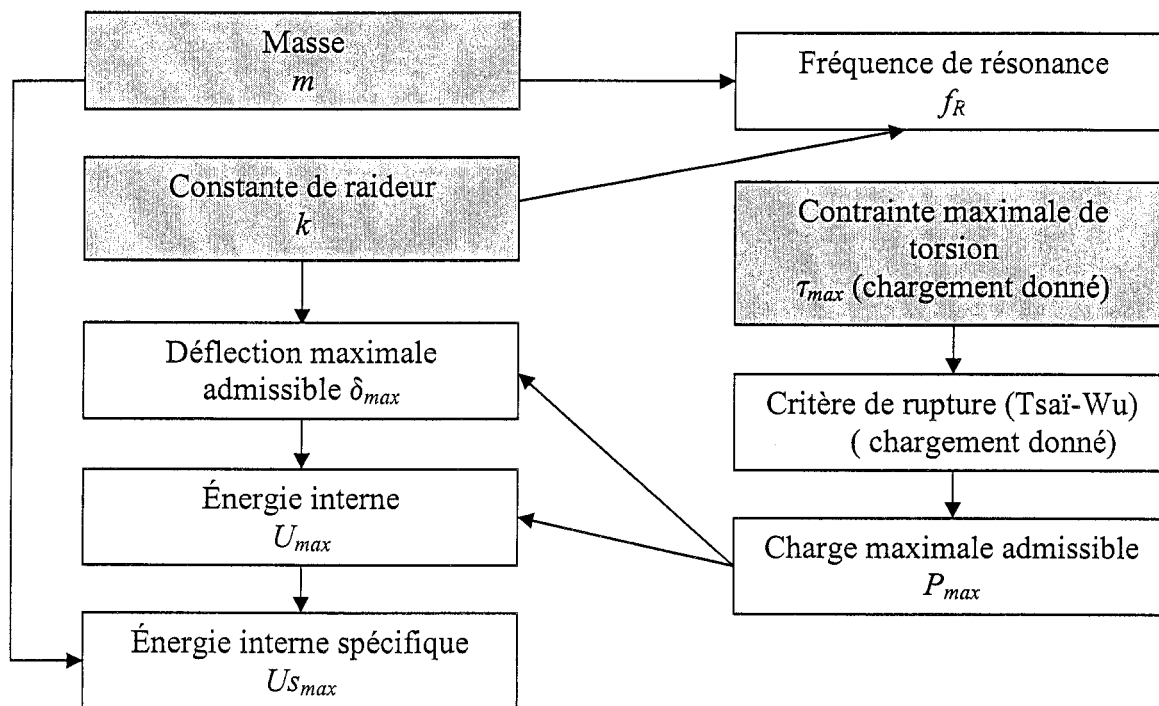 Masse
m
Fréquence de résonance
f_R
Constante de raideur
k
Contrainte maximale de
torsion
τ_max (chargement donné)
Déflection maximale
admissible δ_max
Critère de rupture (Tsaï-Wu)
( chargement donné)
Énergie interne
U_max
Charge maximale admissible
P_max
Énergie interne spécifique
Us_max